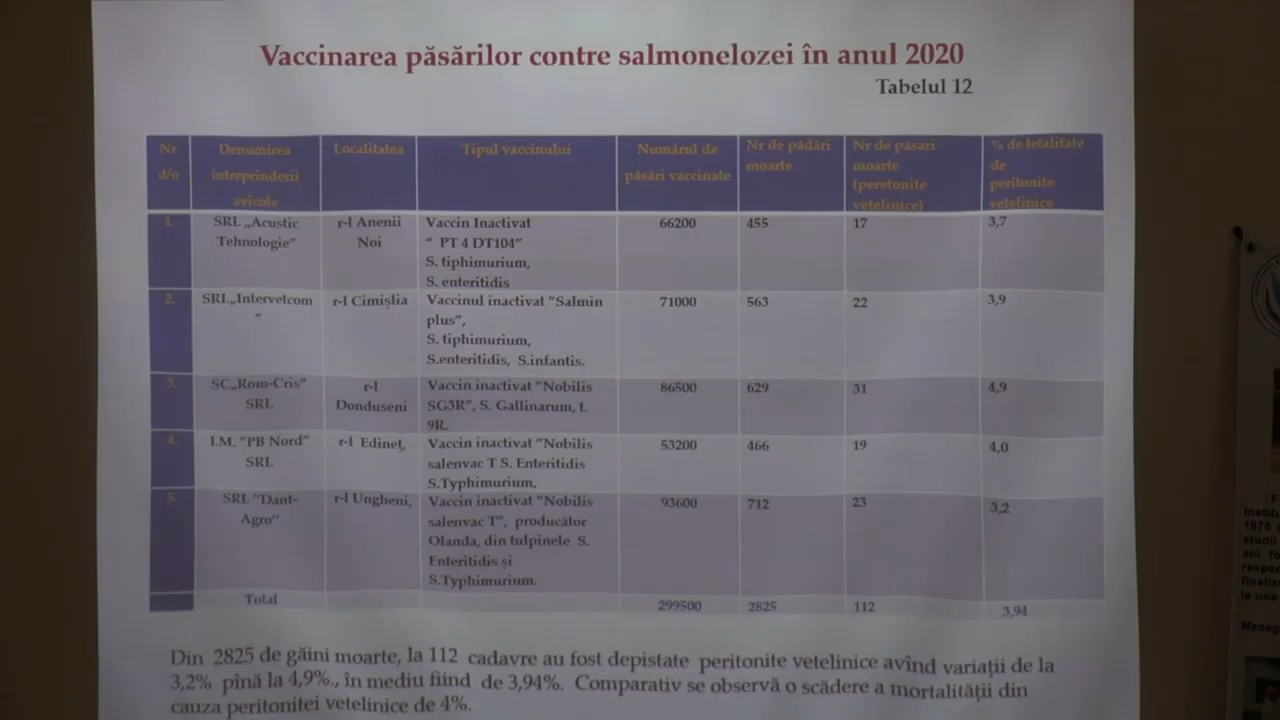 Vaccinarea păsărilor contre salmonelozei în anul 2020
Tabelul 12
Nr d/o
Denumirea intreprinderii avicole
Localitatea
Tipul vaccinului
Numărul de păsări vaccinate
Nr de pădări moarte
Nr de păsări moarte (peretonite vetelinice)
% de letalitate de peritonite vetelinice
1.
SRL „Acustic Tehnologie"
r-l Anenii Noi
Vaccin Inactivat
" PT 4 DT104"
S. tiphimurium,
S. enteritidis
66200
455
17
3,7
2.
SRL„Intervetcom"
r-l Cimișlia
Vaccinul inactivat "Salmin
plus",
S. tiphimurium,
S.enteritidis, S.infantis.
71000
563
22
3,9
3.
SC„Rom-Cris" SRL
r-l Donduseni
Vaccin inactivat "Nobilis
SG3R", S. Gallinarum, t.
9R.
86500
629
31
4,9
4.
I.M. "PB Nord" SRL
r-l Edineț,
Vaccin inactivat "Nobilis
salenvac T S. Enteritidis
S.Typhimurium,
53200
466
19
4,0
5.
SRL "Dant-Agro"
r-l Ungheni,
Vaccin inactivat "Nobilis
salenvac T", producător
Olanda, din tulpinele S.
Enteritidis și
S.Typhimurium.
93600
712
23
3,2
Total
299500
2825
112
3,94
Din 2825 de găini moarte, la 112 cadavre au fost depistate peritonite vetelinice avînd variații de la
3,2% pînă la 4,9%., în mediu fiind de 3,94%. Comparativ se observă o scădere a mortalității din
cauza peritonitei vetelinice de 4%.
1976
studii
la una
Manag